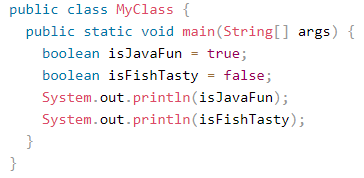 public class MyClass {
  public static void main(String[] args) {
    boolean isJavaFun = true;
    boolean isFishTasty = false;
    System.out.println(isJavaFun);
    System.out.println(isFishTasty);
  }
}